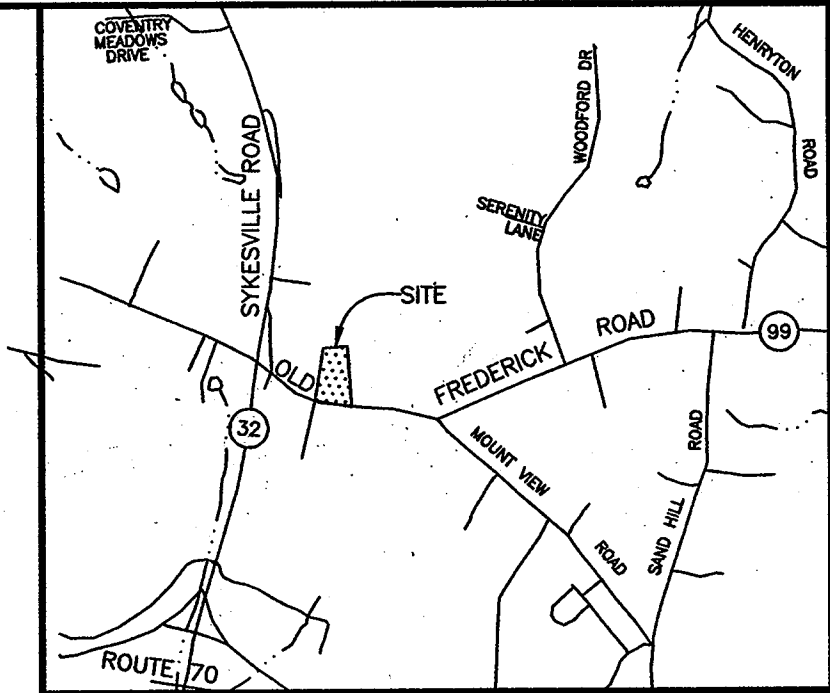 COVENTRY
MEADOWS
DRIVE
HENRYTON
ROAD
WOODFORD DR
SYKESVILLE ROAD
SERENITY
LANE
SITE
OLD
FREDERICK
ROAD
99
32
MOUNT VIEW
ROAD
SAND HILL
ROAD
ROUTE 70